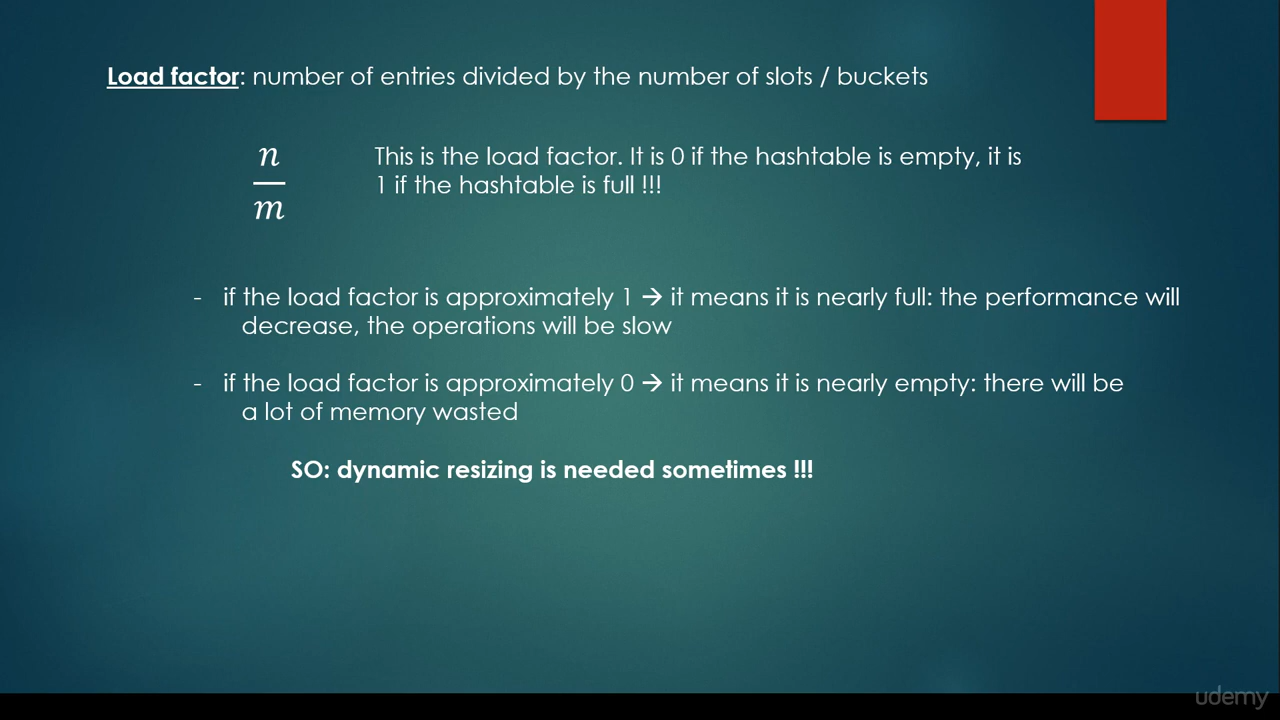 Load factor: number of entries divided by the number of slots / buckets
n
m
This is the load factor. It is 0 if the hashtable is empty, it is
1 if the hashtable is full !!!
- if the load factor is approximately 1 → it means it is nearly full: the performance will
decrease, the operations will be slow
- if the load factor is approximately 0 → it means it is nearly empty: there will be
a lot of memory wasted
SO: dynamic resizing is needed sometimes !!!
udemy